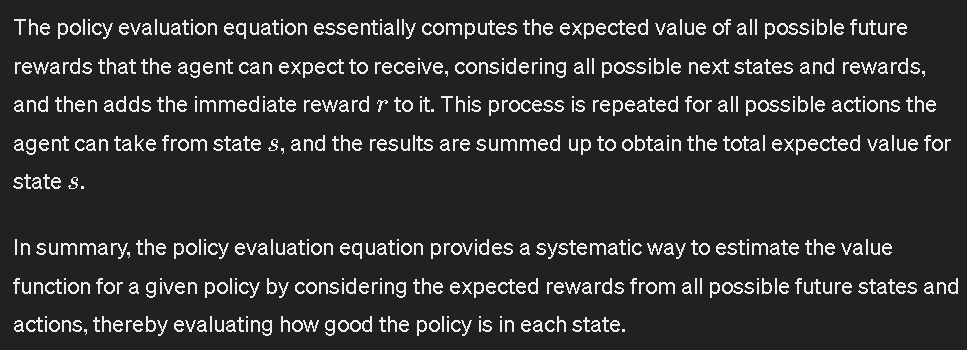 The policy evaluation equation essentially computes the expected value of all possible future
rewards that the agent can expect to receive, considering all possible next states and rewards,
and then adds the immediate reward r to it. This process is repeated for all possible actions the
agent can take from state s, and the results are summed up to obtain the total expected value for
state s.
In summary, the policy evaluation equation provides a systematic way to estimate the value
function for a given policy by considering the expected rewards from all possible future states and
actions, thereby evaluating how good the policy is in each state.